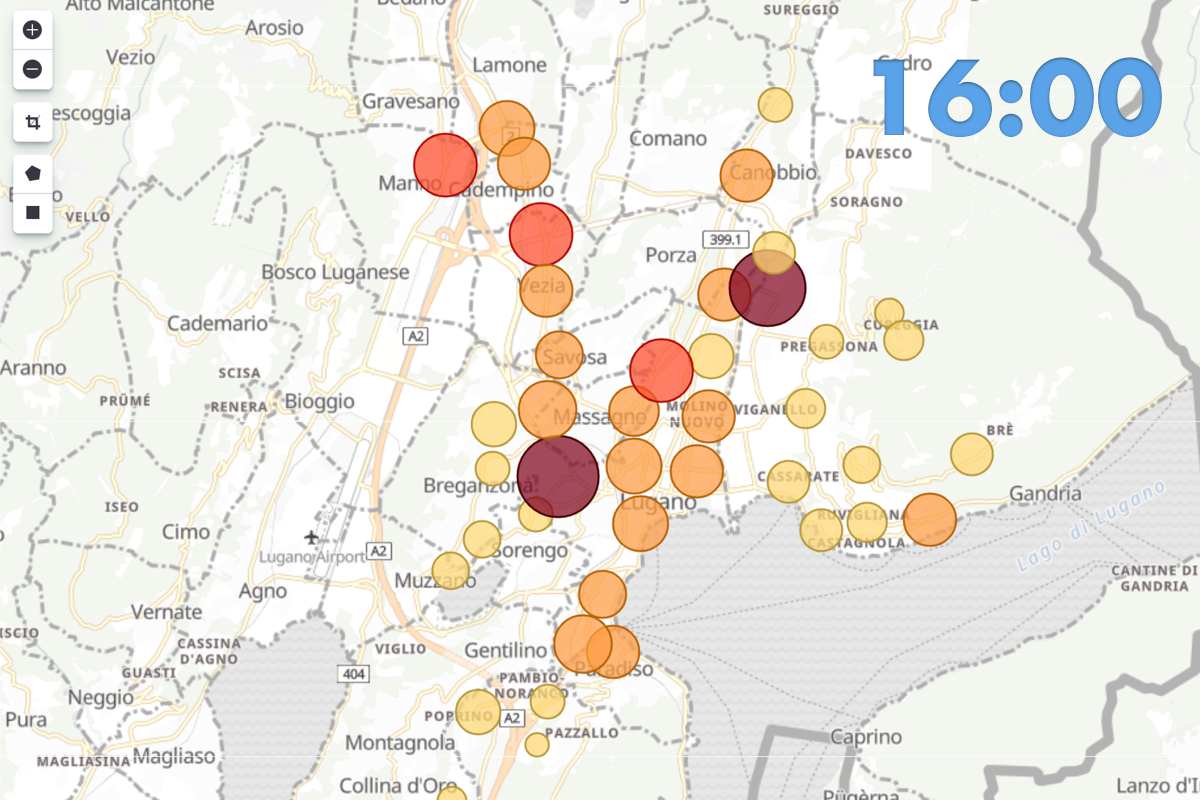 Alto Malcantone
Bedano
SUREGGIO
Arosio
Vezio
Lamone
Cadro
16:00
Gravesano
escoggia
2
Comano
DAVESCO
Canobbio
Manno
Cadempino
SORAGNO
VELLO
399.1
Porza
Bosco Luganese
Vezia
Cademario
CUREGGIA
A2
PREGASSONA
Savosa
Aranno
SCISA
PRÜMÉ
RENERA
Bioggio
Massagno
MOLINO
NUOVO
VIGANELLO
BRÈ
CASSARATE
Breganzona
Gandria
Lugano
ISEO
RUVIGLIANA
Cimo
Lago di Lugano
CASTAGNOLA
Lugano Airport
A2
Sorengo
Muzzano
CANTINE DI
GANDRIA
Agno
Vernate
ISCIO
CASSINA
D'AGNO
VIGLIO
Gentilino
GUASTI
404
Paradiso
PAMBIO-
NORANCO
Neggio
POPRINO
A2
Pura
PAZZALLO
Montagnola
Caprino
MAGLIASINA
Magliaso
Collina d'Oro
Pügèrna
Lanzo d'I